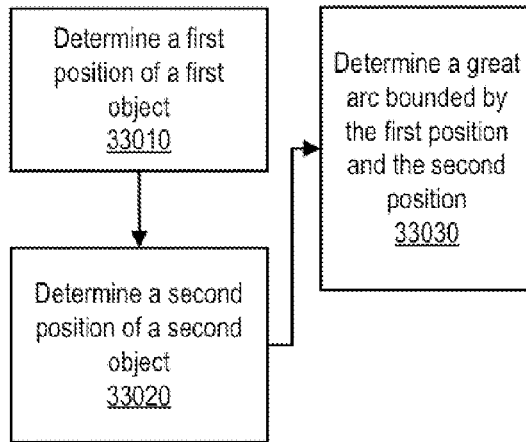 Determine a first
position of a first
object
33010
Determine a second
position of a second
object
33020
Determine a great
arc bounded by
the first position
and the second
position
33030